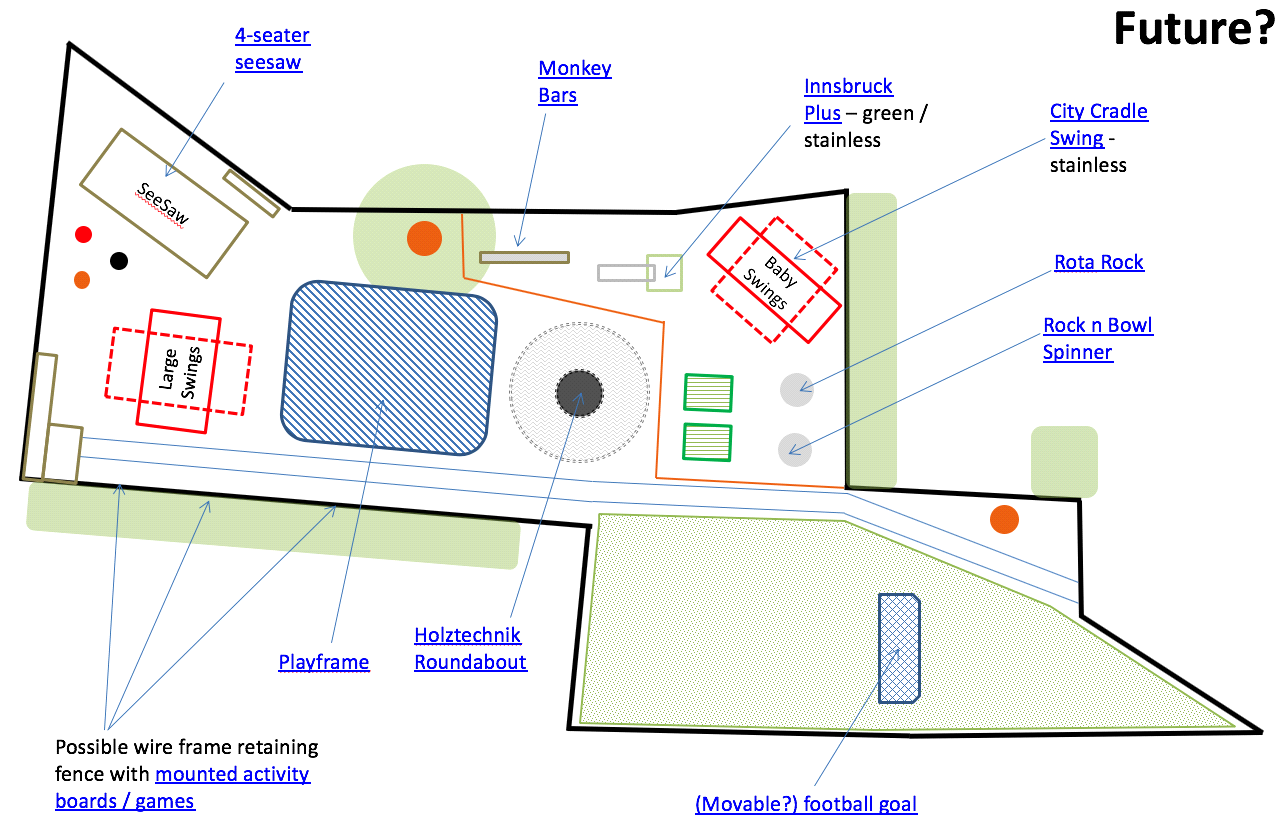 Future?
4-seater
seesaw
Monkey
Bars
Innsbruck
Plus – green /
stainless
City Cradle
Swing -
stainless
SeeSaw
Baby
Swings
Rota Rock
Rock n Bowl
Spinner
Large
Swings
Playframe
Holztechnik
Roundabout
Possible wire frame retaining
fence with mounted activity
boards / games
(Movable?) football goal